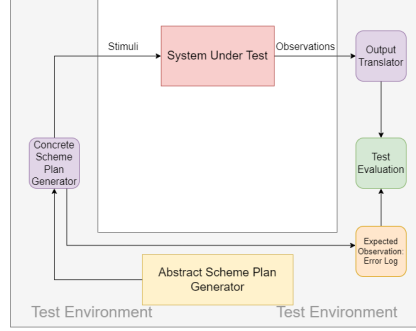 Stimuli
System Under Test
Observations
Output
Translator
Concrete
Scheme
Plan
Generator
Test
Evaluation
Expected
Observation:
Error Log
Abstract Scheme Plan
Generator
Test Environment
Test Environment